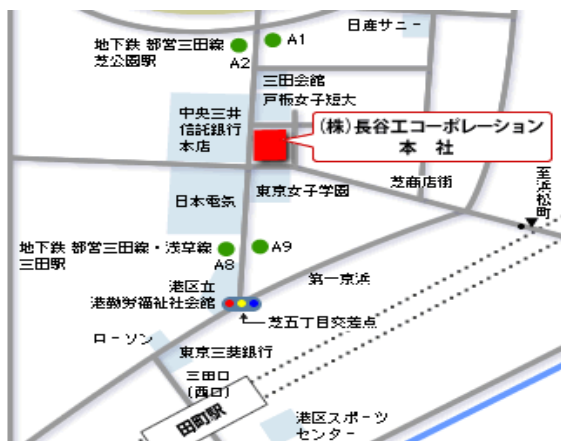 日産サニー
地下鉄 都営三田線
芝公園駅
A1
A2
三田会館
戸板女子短大
中央三井
信託銀行
本店
(株)長谷工コーポレーション
本 社
至浜松町
芝商店街
東京女子学園
日本電気
地下鉄 都営三田線・浅草線
三田駅
A9
A8
第一京浜
港区立
港勤労福祉社会館
芝五丁目交差点
ローソン
東京三菱銀行
三田口
(西口)
田町駅
港区スポーツ
センター